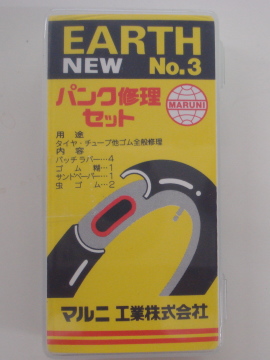 EARTH
NEW No.3
パンク修理
セット
MARUNI
用途
タイヤ・チューブ他ゴム全般修理
内容
パッチラバー…4
ゴム糊…1
サンドペーパー…1
虫ゴム…2
マルニ工業株式会社